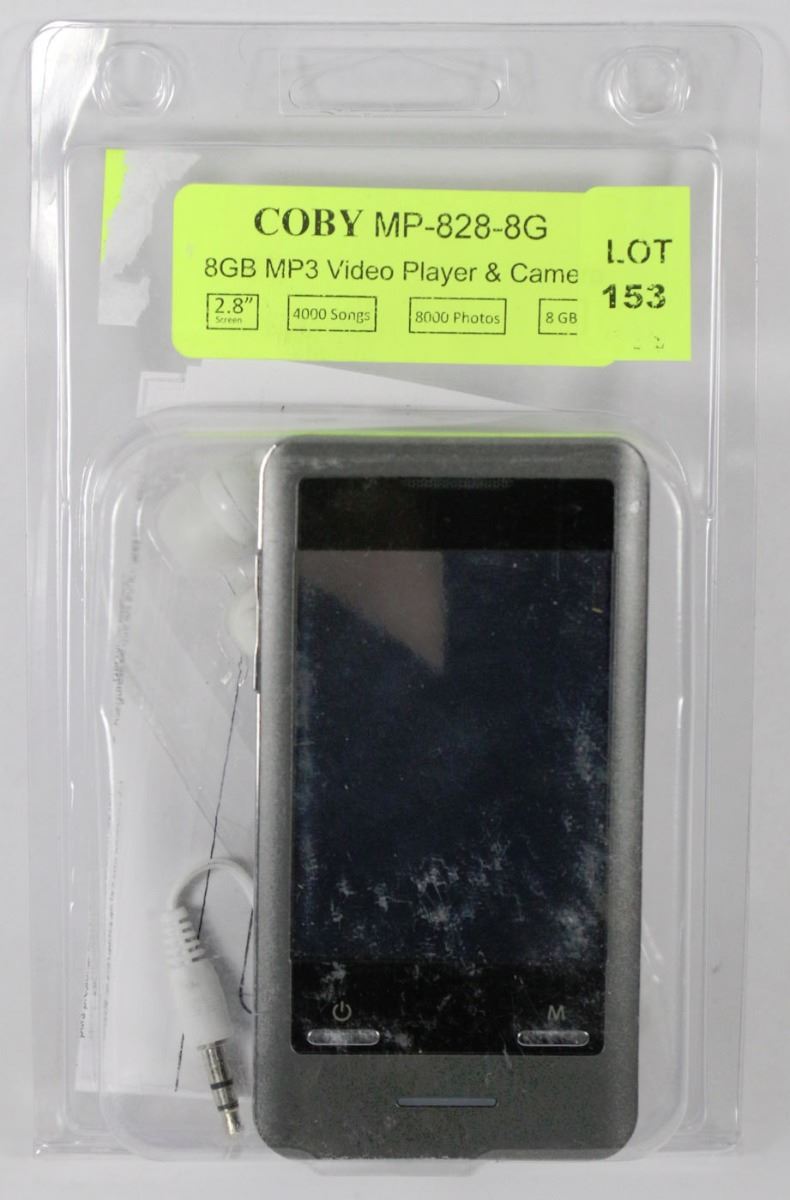 COBY MP-828-8G
8GB MP3 Video Player & Came
2.8"
Screen
4000 Songs
8000 Photos
8 GB
LOT
153
M